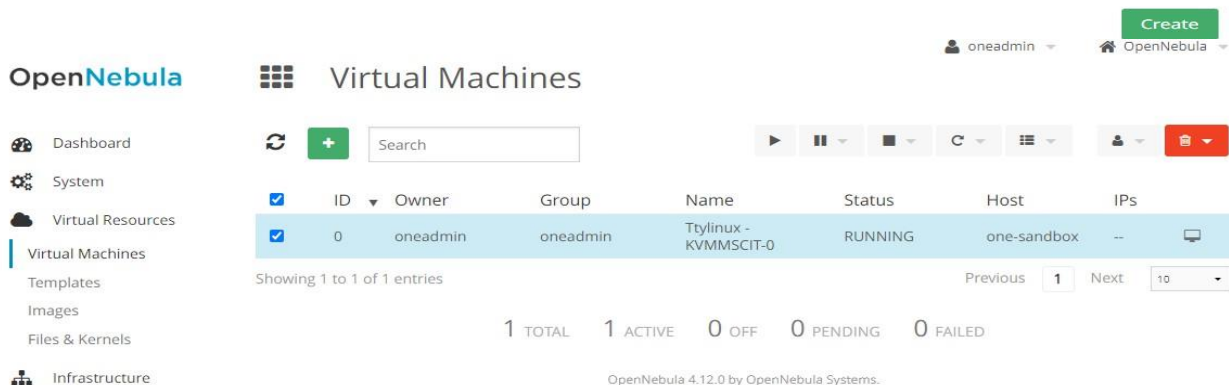 Create
oneadmin
OpenNebula
OpenNebula
Virtual Machines
Dashboard
Search
System
Virtual Resources
ID Owner Group Name Status Host IPs
0 oneadmin oneadmin Ttylinux - KVMMSCIT-0 RUNNING one-sandbox --
Virtual Machines
Showing 1 to 1 of 1 entries
Previous 1 Next 10
Templates
Images
Files & Kernels
1 TOTAL 1 ACTIVE 0 OFF 0 PENDING 0 FAILED
Infrastructure
OpenNebula 4.12.0 by OpenNebula Systems.